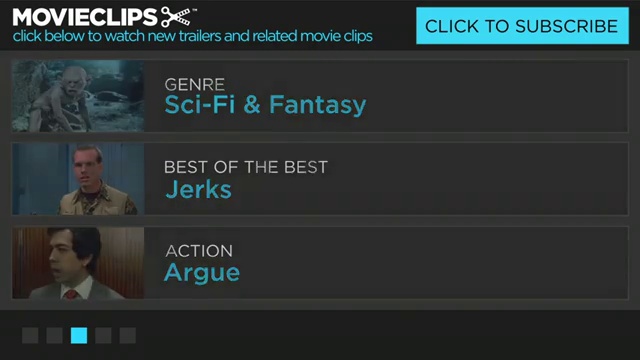 MOVIECLIPS™
click below to watch new trailers and related movie clips
CLICK TO SUBSCRIBE
GENRE
Sci-Fi & Fantasy
BEST OF THE BEST
Jerks
ACTION
Argue